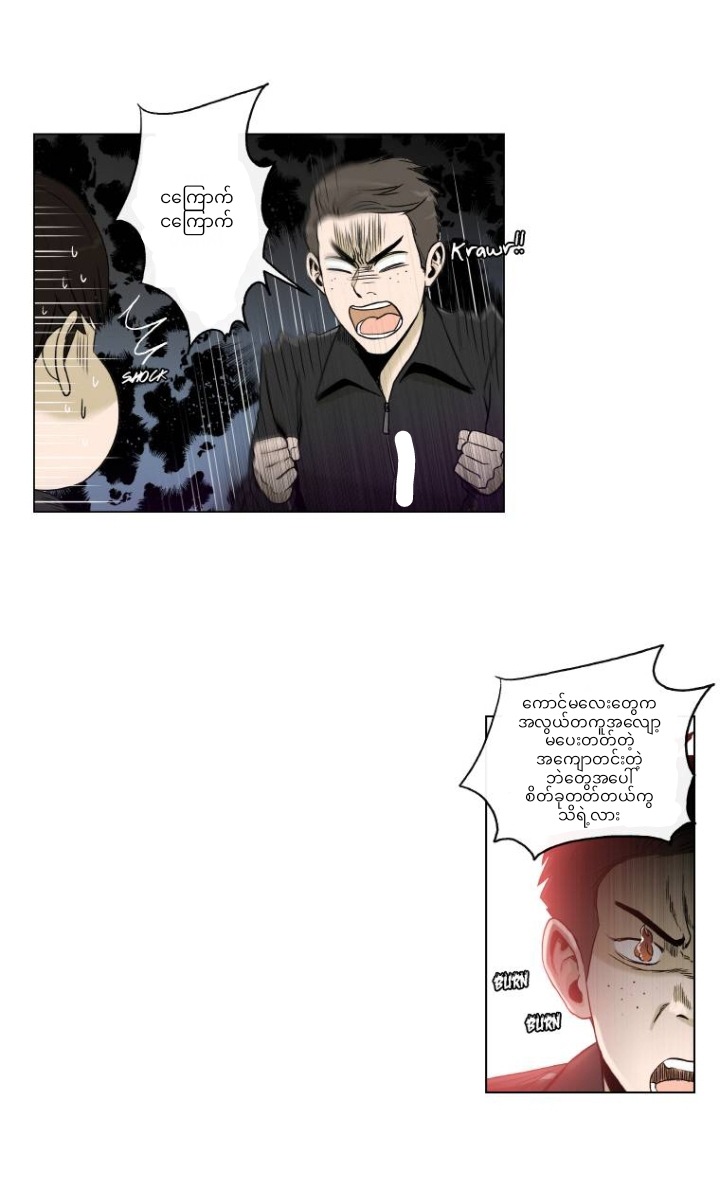 ငကြောက်
ငကြောက်
Krawr!!
SHOCK
ကောင်မလေးတွေက
အလွယ်တကူအလျော့
မပေးတတ်တဲ့
အကျောတင်းတဲ့
ဘဲတွေအပေါ်
စိတ်ခုတတ်တယ်ကွ
သိရဲ့လား
BURN
BURN